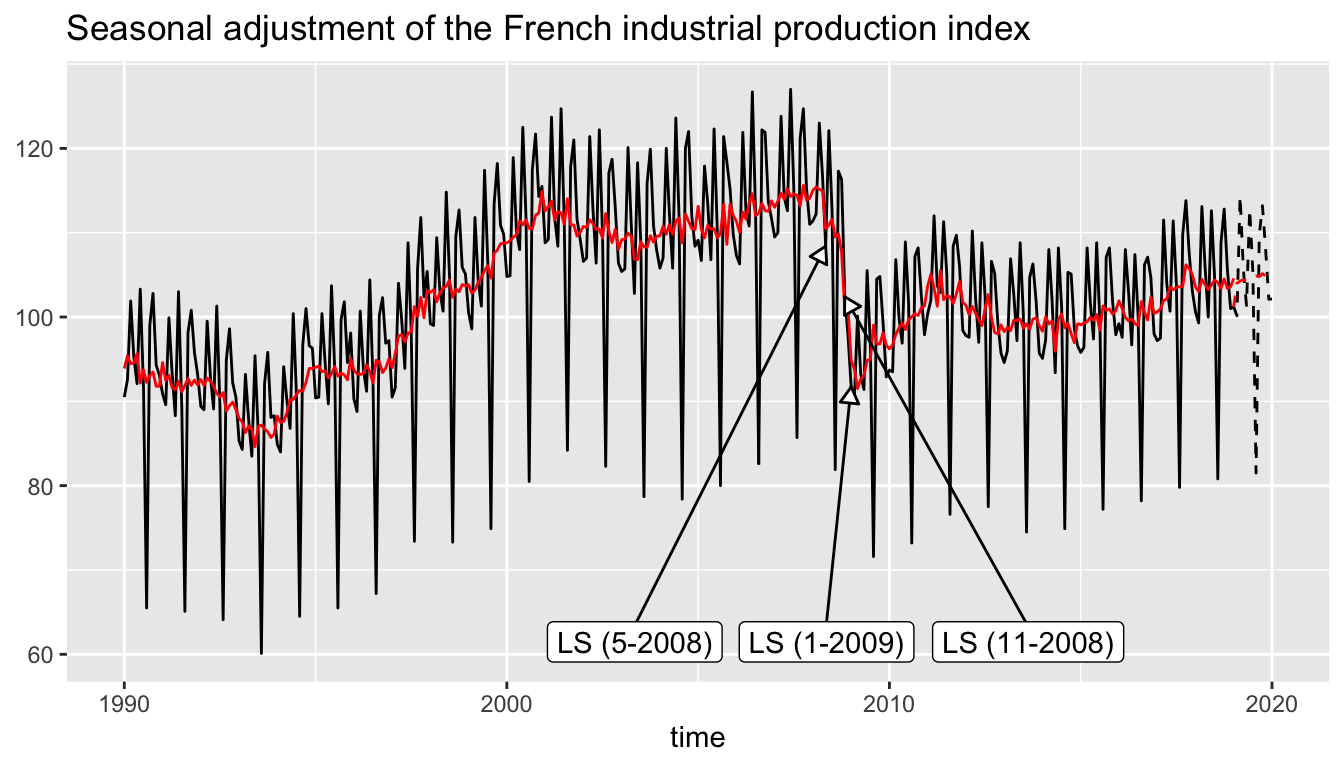 Seasonal adjustment of the French industrial production index
120
100
80
60
LS (5-2008)
LS (1-2009)
LS (11-2008)
1990
2000
2010
2020
time